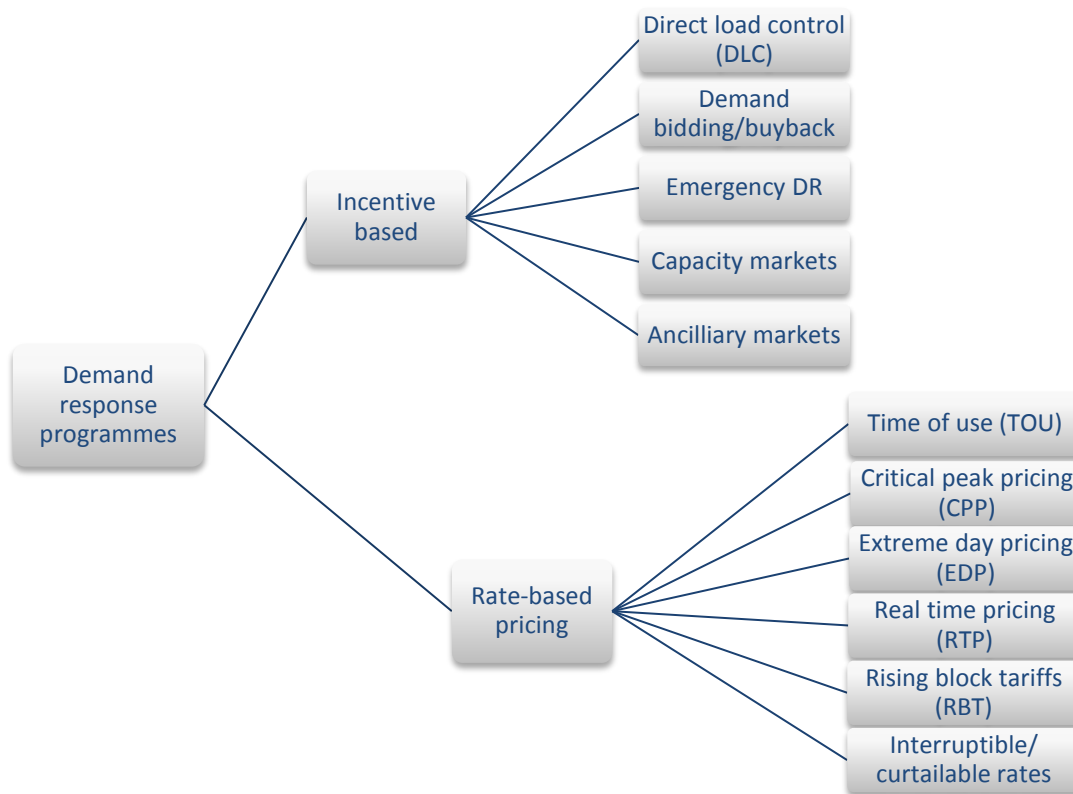 Direct load control
(DLC)
Demand
bidding/buyback
Emergency DR
Capacity markets
Ancilliary markets
Incentive
based
Demand
response
programmes
Rate-based
pricing
Time of use (TOU)
Critical peak pricing
(CPP)
Extreme day pricing
(EDP)
Real time pricing
(RTP)
Rising block tariffs
(RBT)
Interruptible/
curtailable rates